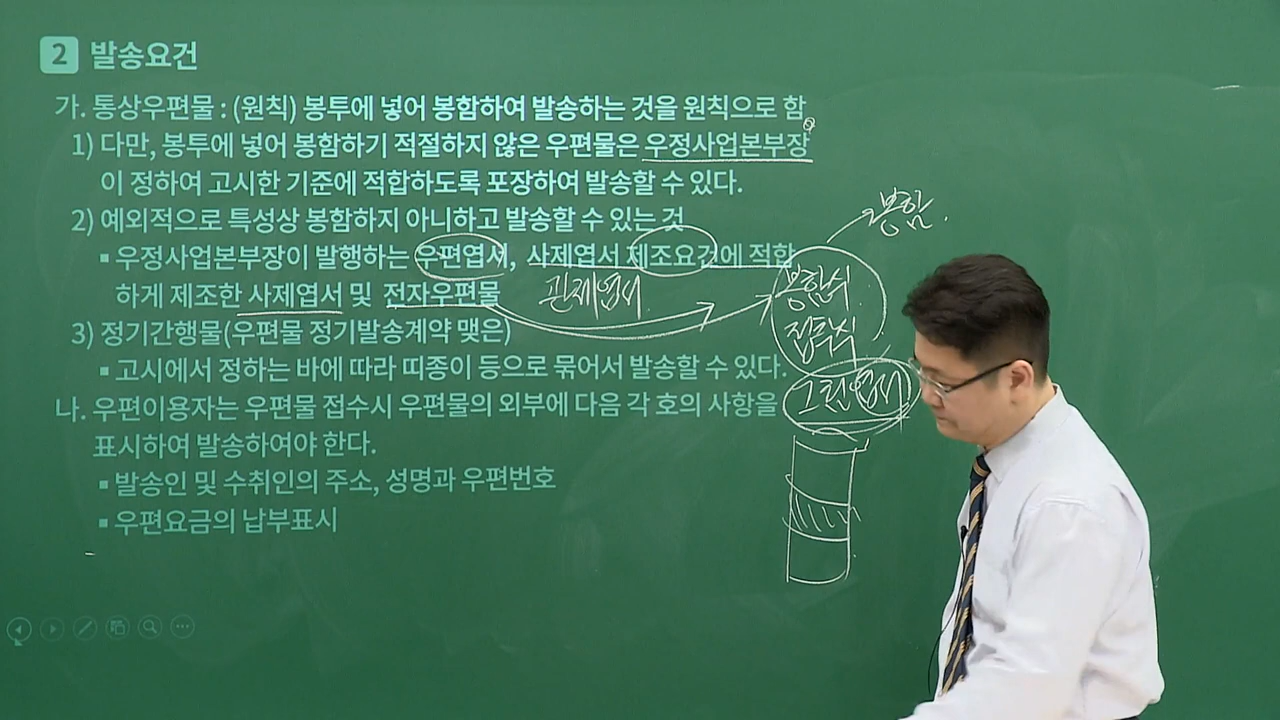 2 발송요건
가. 통상우편물 : (원칙) 봉투에 넣어 봉함하여 발송하는 것을 원칙으로 함
1) 다만, 봉투에 넣어 봉함하기 적절하지 않은 우편물은 우정사업본부장
이 정하여 고시한 기준에 적합하도록 포장하여 발송할 수 있다.
2) 예외적으로 특성상 봉함하지 아니하고 발송할 수 있는 것
▪ 우정사업본부장이 발행하는 우편엽서, 사제엽서 제조요건에 적합
하게 제조한 사제엽서 및 전자우편물
3) 정기간행물(우편물 정기발송계약 맺은)
▪ 고시에서 정하는 바에 따라 띠종이 등으로 묶어서 발송할 수 있다.
나. 우편이용자는 우편물 접수시 우편물의 외부에 다음 각 호의 사항을
표시하여 발송하여야 한다.
▪ 발송인 및 수취인의 주소, 성명과 우편번호
▪ 우편요금의 납부표시
관제엽서
봉함.
봉함식
접착식
그림엽서